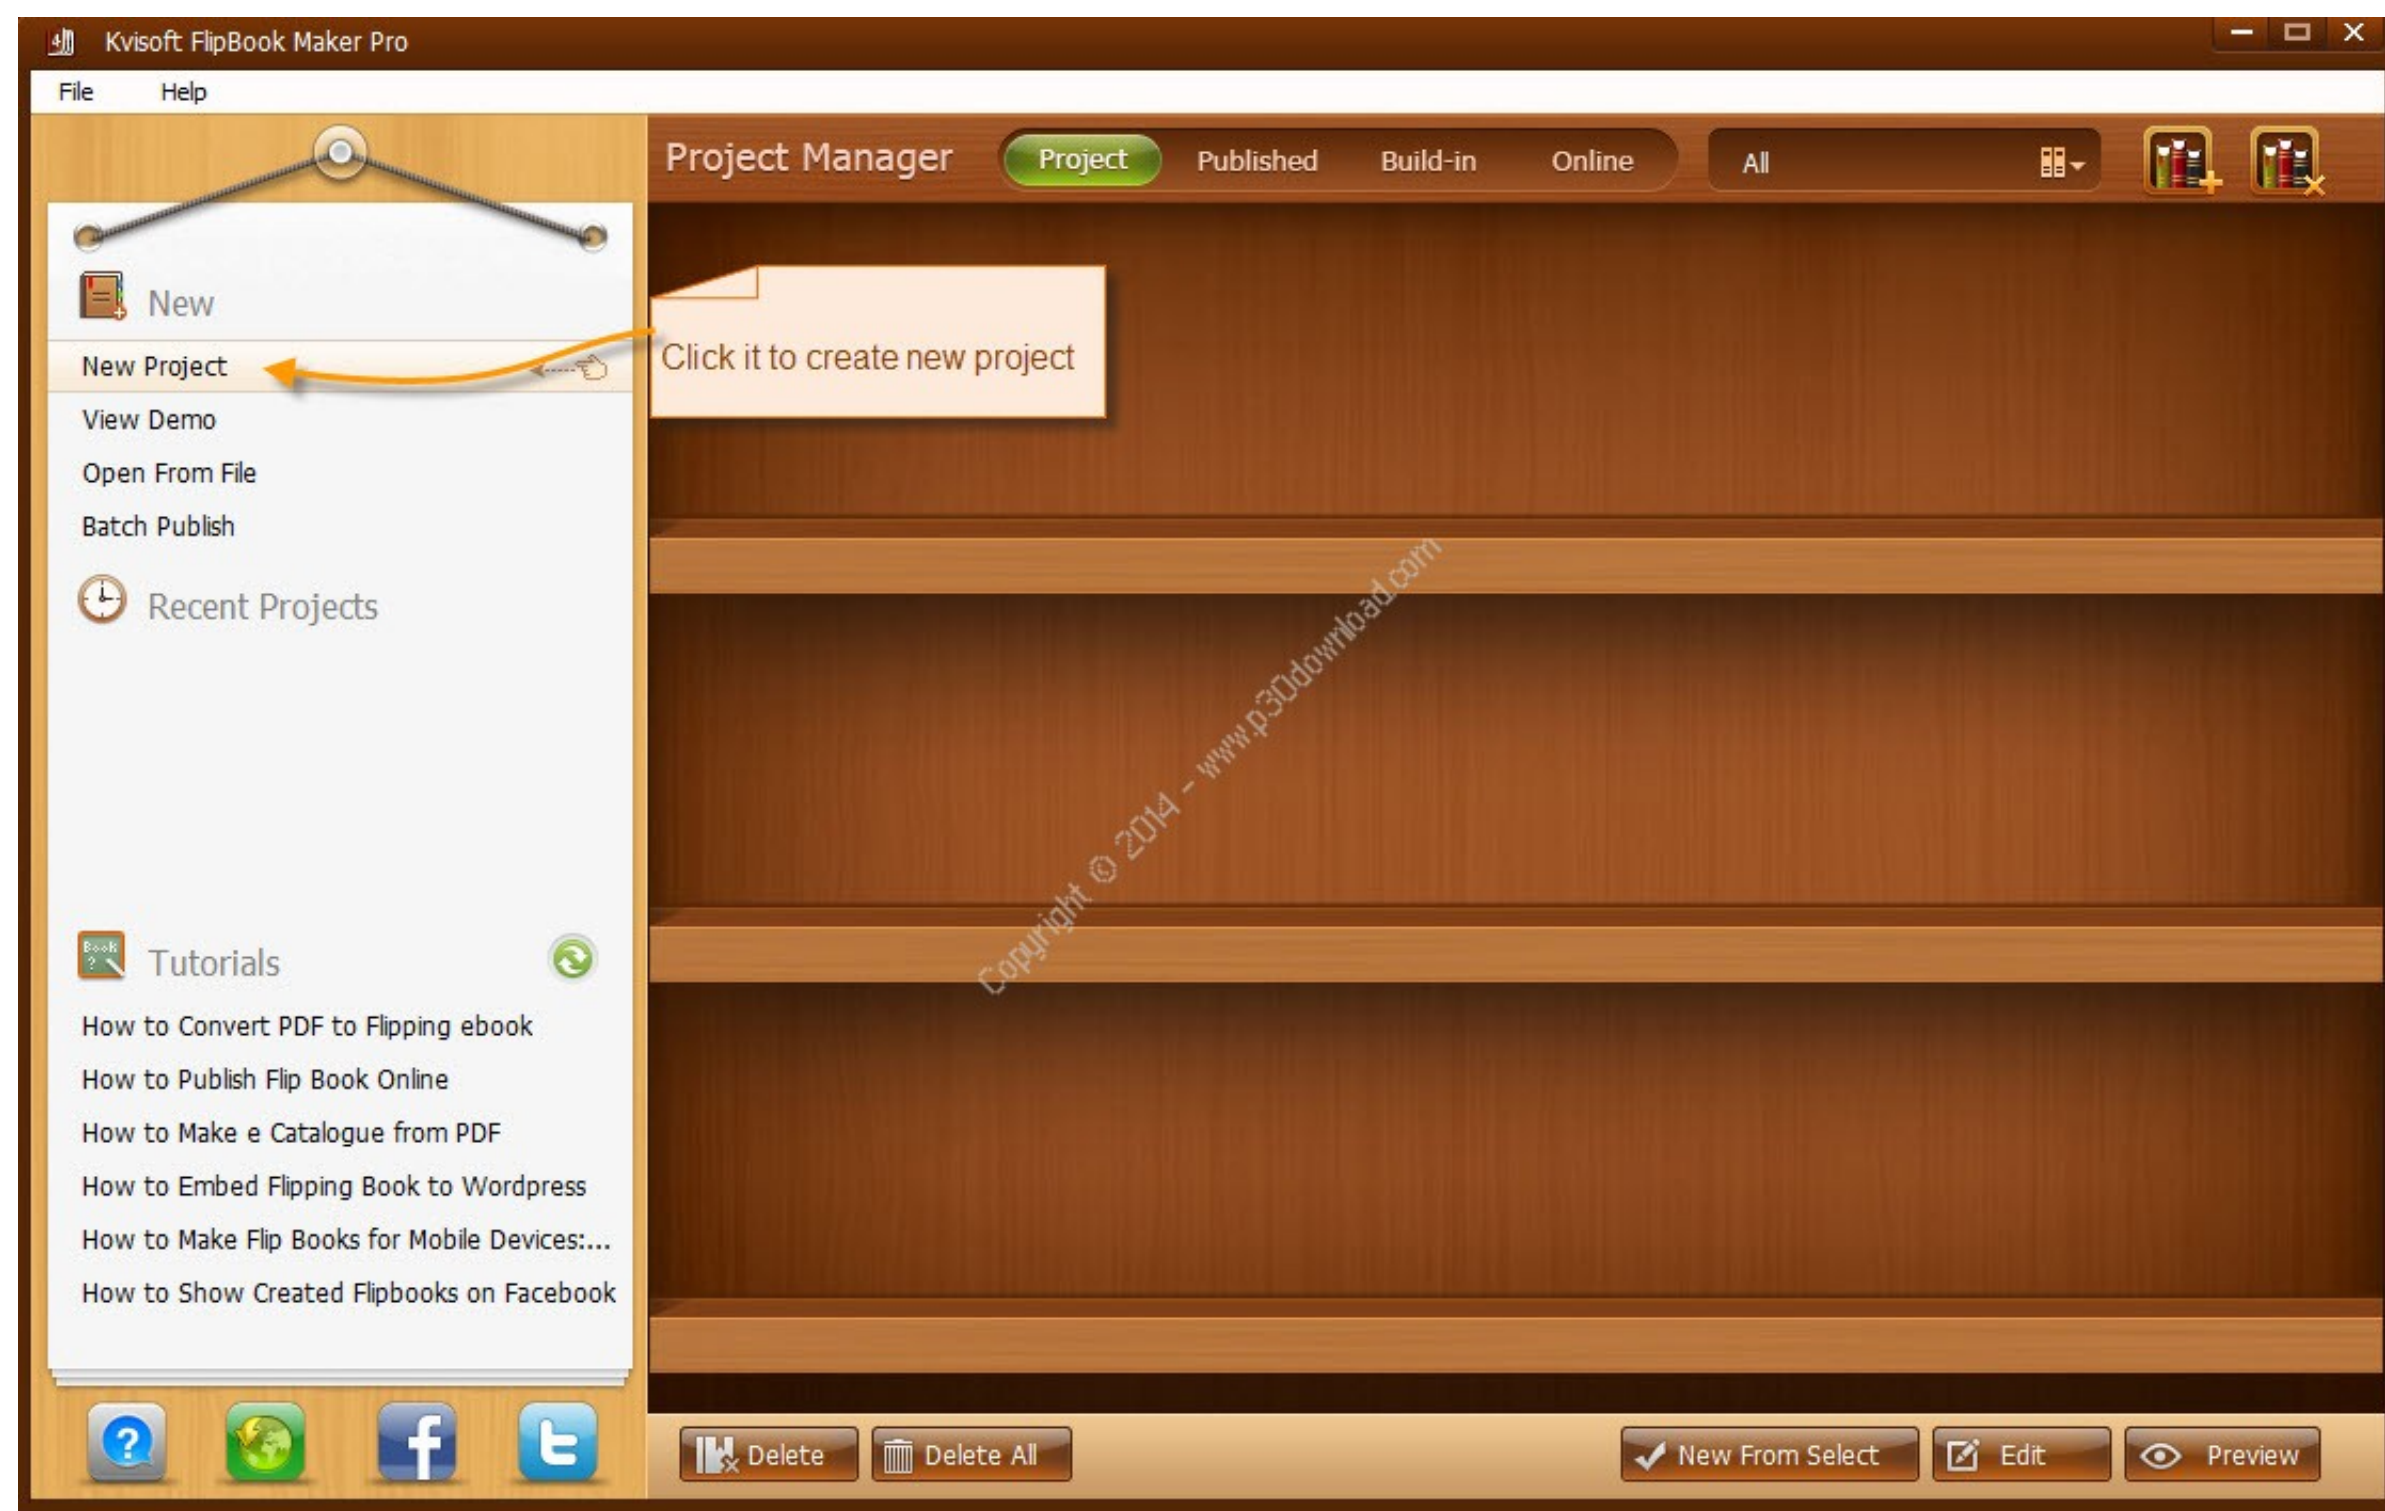 Kvisoft FlipBook Maker Pro
File Help
Project Manager Project Published Build-in Online All
New
New Project
Click it to create new project
View Demo
Open From File
Batch Publish
Recent Projects
Copyright © 2014 - www.p30download.com
Book
?
Tutorials
How to Convert PDF to Flipping ebook
How to Publish Flip Book Online
How to Make e Catalogue from PDF
How to Embed Flipping Book to Wordpress
How to Make Flip Books for Mobile Devices:...
How to Show Created Flipbooks on Facebook
? f t
Delete Delete All New From Select Edit Preview